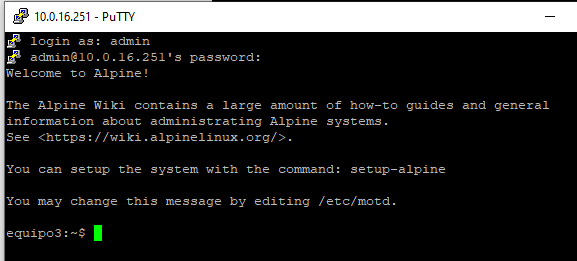 10.0.16.251 - PuTTY
login as: admin
admin@10.0.16.251's password:
Welcome to Alpine!
The Alpine Wiki contains a large amount of how-to guides and general
information about administrating Alpine systems.
See <https://wiki.alpinelinux.org/>.
You can setup the system with the command: setup-alpine
You may change this message by editing /etc/motd.
equipo3:~$